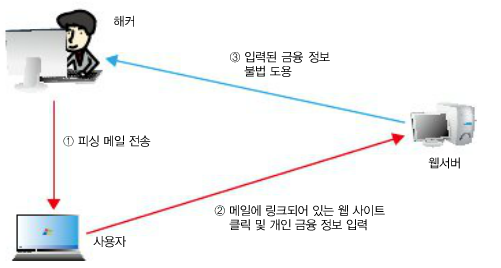 해커
③ 입력된 금융 정보
불법 도용
① 피싱 메일 전송
웹서버
② 메일에 링크되어 있는 웹 사이트
클릭 및 개인 금융 정보 입력
사용자